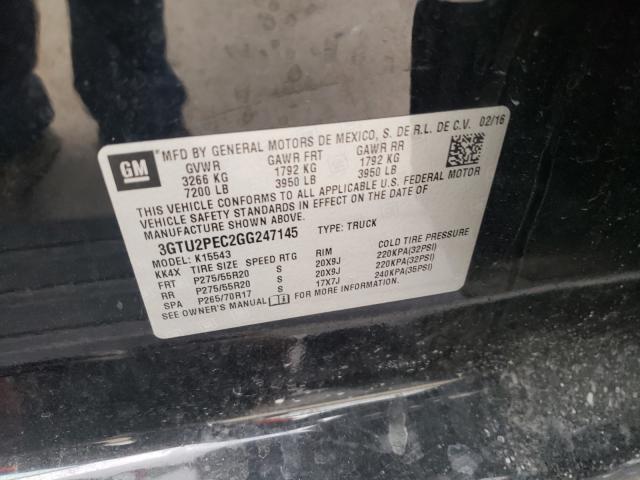 GM
MFD BY GENERAL MOTORS DE MEXICO, S. DE R.L. DE C.V. 02/16
GVWR GAWR FRT GAWR RR
3266 KG 1792 KG 1792 KG
7200 LB 3950 LB 3950 LB
THIS VEHICLE CONFORMS TO ALL APPLICABLE U.S. FEDERAL MOTOR
VEHICLE SAFETY STANDARDS IN EFFECT ON THE DATE OF
MANUFACTURE SHOWN ABOVE.
3GTU2PEC2GG247145 TYPE: TRUCK
MODEL: K15543
KK4X TIRE SIZE SPEED RTG RIM COLD TIRE PRESSURE
FRT P275/55R20 S 20X9J 220KPA(32PSI)
RR P275/55R20 S 20X9J 220KPA(32PSI)
SPA P265/70R17 S 17X7J 240KPA(35PSI)
SEE OWNER'S MANUAL FOR MORE INFORMATION.